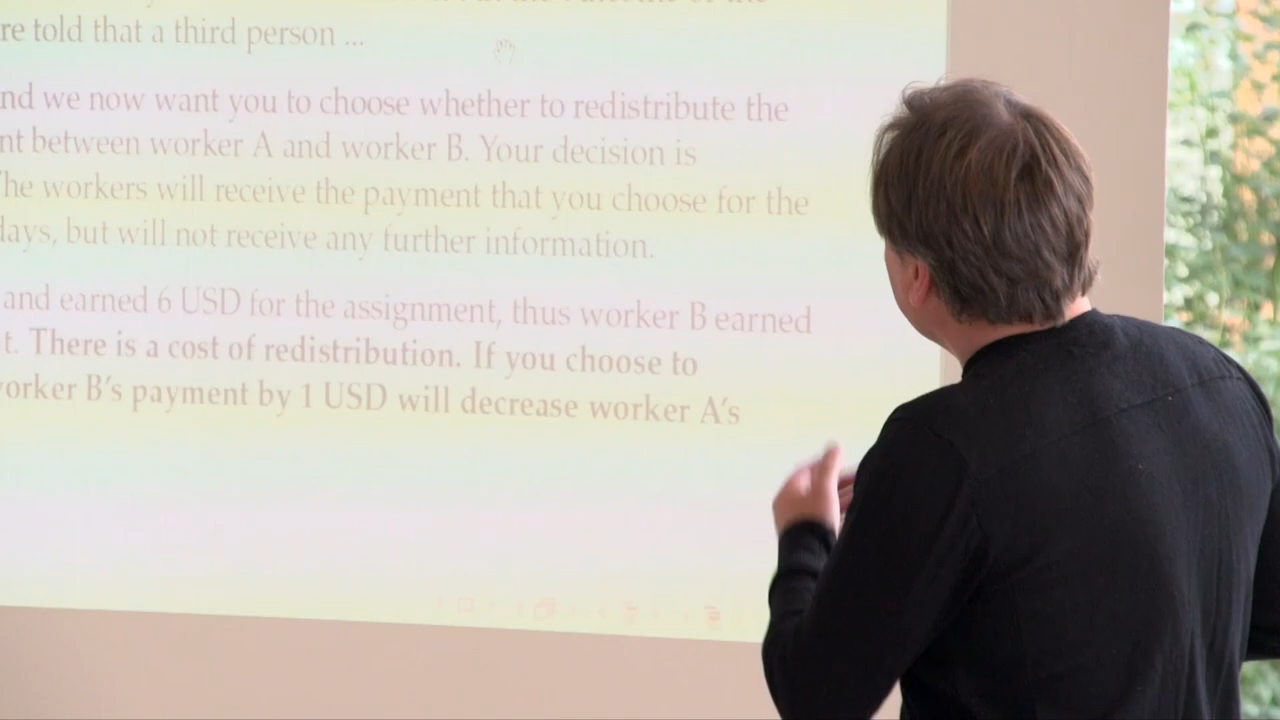 re told that a third person ...
nd we now want you to choose whether to redistribute the
nt between worker A and worker B. Your decision is
The workers will receive the payment that you choose for the
days, but will not receive any further information.
and earned 6 USD for the assignment, thus worker B earned
t. There is a cost of redistribution. If you choose to
worker B's payment by 1 USD will decrease worker A's